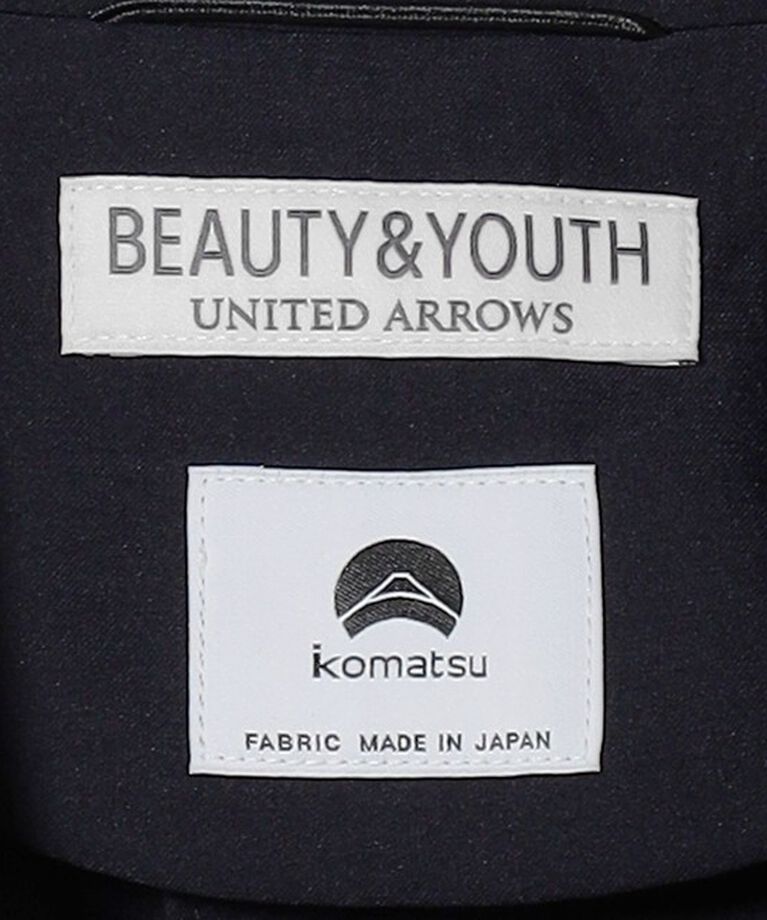 BEAUTY&YOUTH
UNITED ARROWS
komatsu
FABRIC MADE IN JAPAN